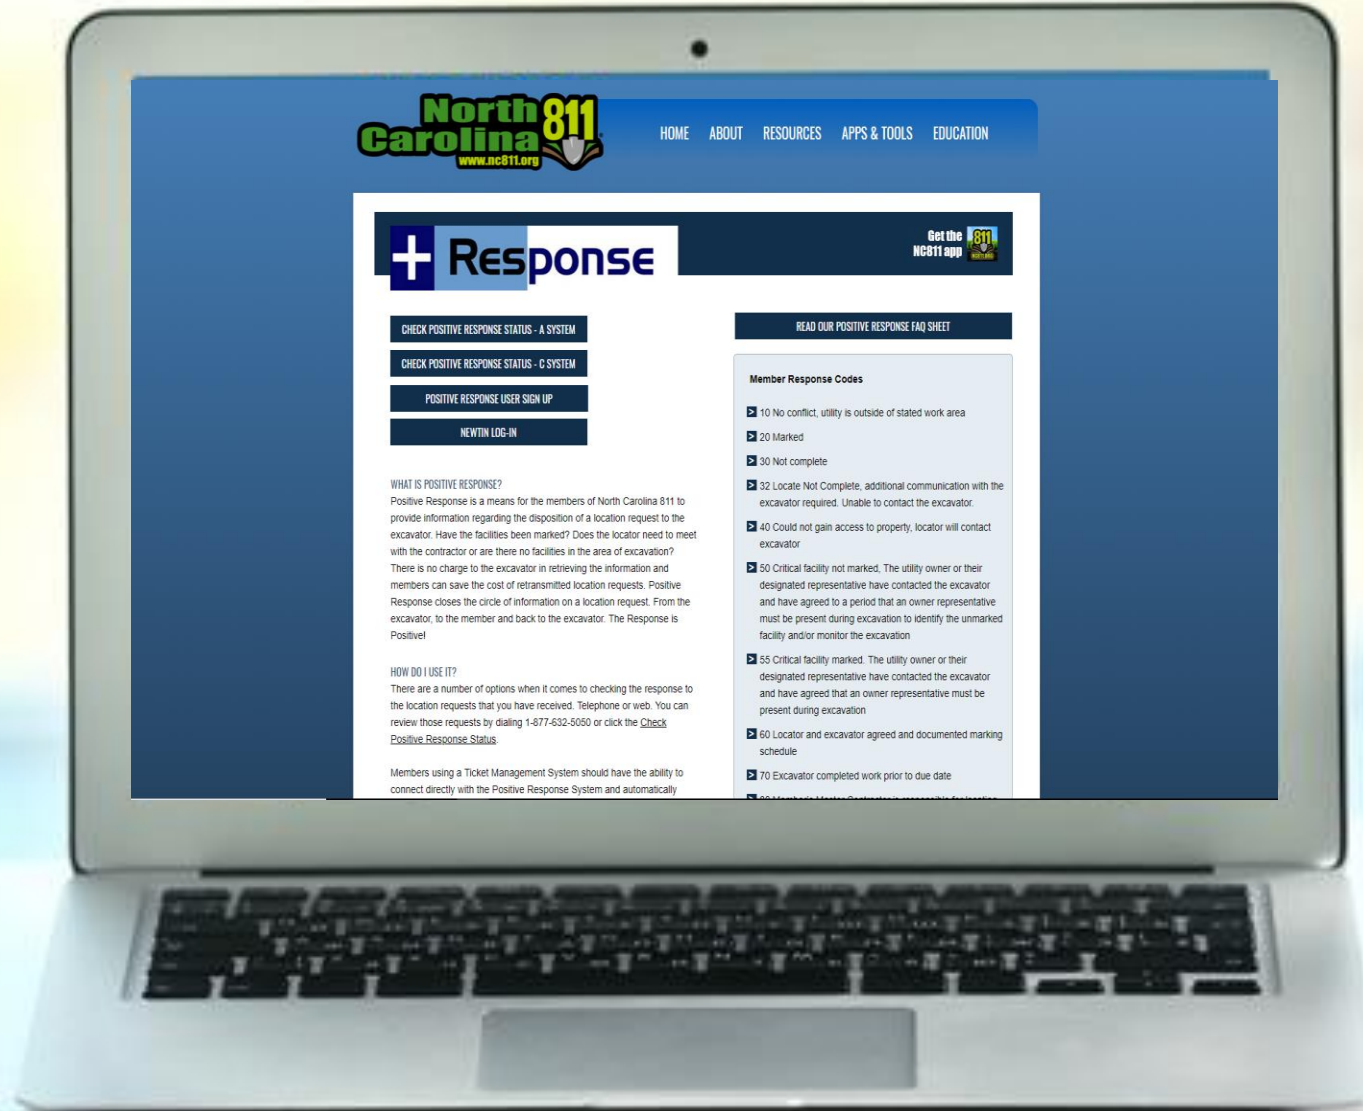 North 811
Carolina
www.nc811.org
HOME ABOUT RESOURCES APPS & TOOLS EDUCATION
+ Response
Get the
NC811 app
811
CHECK POSITIVE RESPONSE STATUS - A SYSTEM
CHECK POSITIVE RESPONSE STATUS - C SYSTEM
POSITIVE RESPONSE USER SIGN UP
NEWTIN LOG-IN
WHAT IS POSITIVE RESPONSE?
Positive Response is a means for the members of North Carolina 811 to
provide information regarding the disposition of a location request to the
excavator. Have the facilities been marked? Does the locator need to meet
with the contractor or are there no facilities in the area of excavation?
There is no charge to the excavator in retrieving the information and
members can save the cost of retransmitted location requests. Positive
Response closes the circle of information on a location request. From the
excavator, to the member and back to the excavator. The Response is
Positive!
HOW DO I USE IT?
There are a number of options when it comes to checking the response to
the location requests that you have received. Telephone or web. You can
review those requests by dialing 1-877-632-5050 or click the Check
Positive Response Status.
Members using a Ticket Management System should have the ability to
connect directly with the Positive Response System and automatically
READ OUR POSITIVE RESPONSE FAQ SHEET
Member Response Codes
10 No conflict, utility is outside of stated work area
20 Marked
30 Not complete
32 Locate Not Complete, additional communication with the
excavator required. Unable to contact the excavator.
40 Could not gain access to property, locator will contact
excavator
50 Critical facility not marked, The utility owner or their
designated representative have contacted the excavator
and have agreed to a period that an owner representative
must be present during excavation to identify the unmarked
facility and/or monitor the excavation
55 Critical facility marked. The utility owner or their
designated representative have contacted the excavator
and have agreed that an owner representative must be
present during excavation
60 Locator and excavator agreed and documented marking
schedule
70 Excavator completed work prior to due date